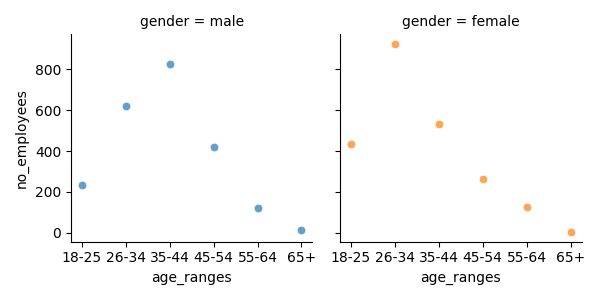 gender = male
gender = female
no_employees
800
600
400
200
0
18-25 26-34 35-44 45-54 55-64 65+
18-25 26-34 35-44 45-54 55-64 65+
age_ranges
age_ranges